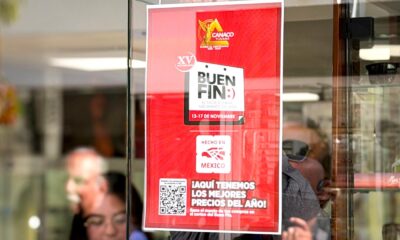 CANACO
XV
BUEN
FIN:)
13-17 DE NOVIEMBRE
HECHO EN
MÉXICO
¡AQUÍ TENEMOS
LOS MEJORES
PRECIOS DEL AÑO!